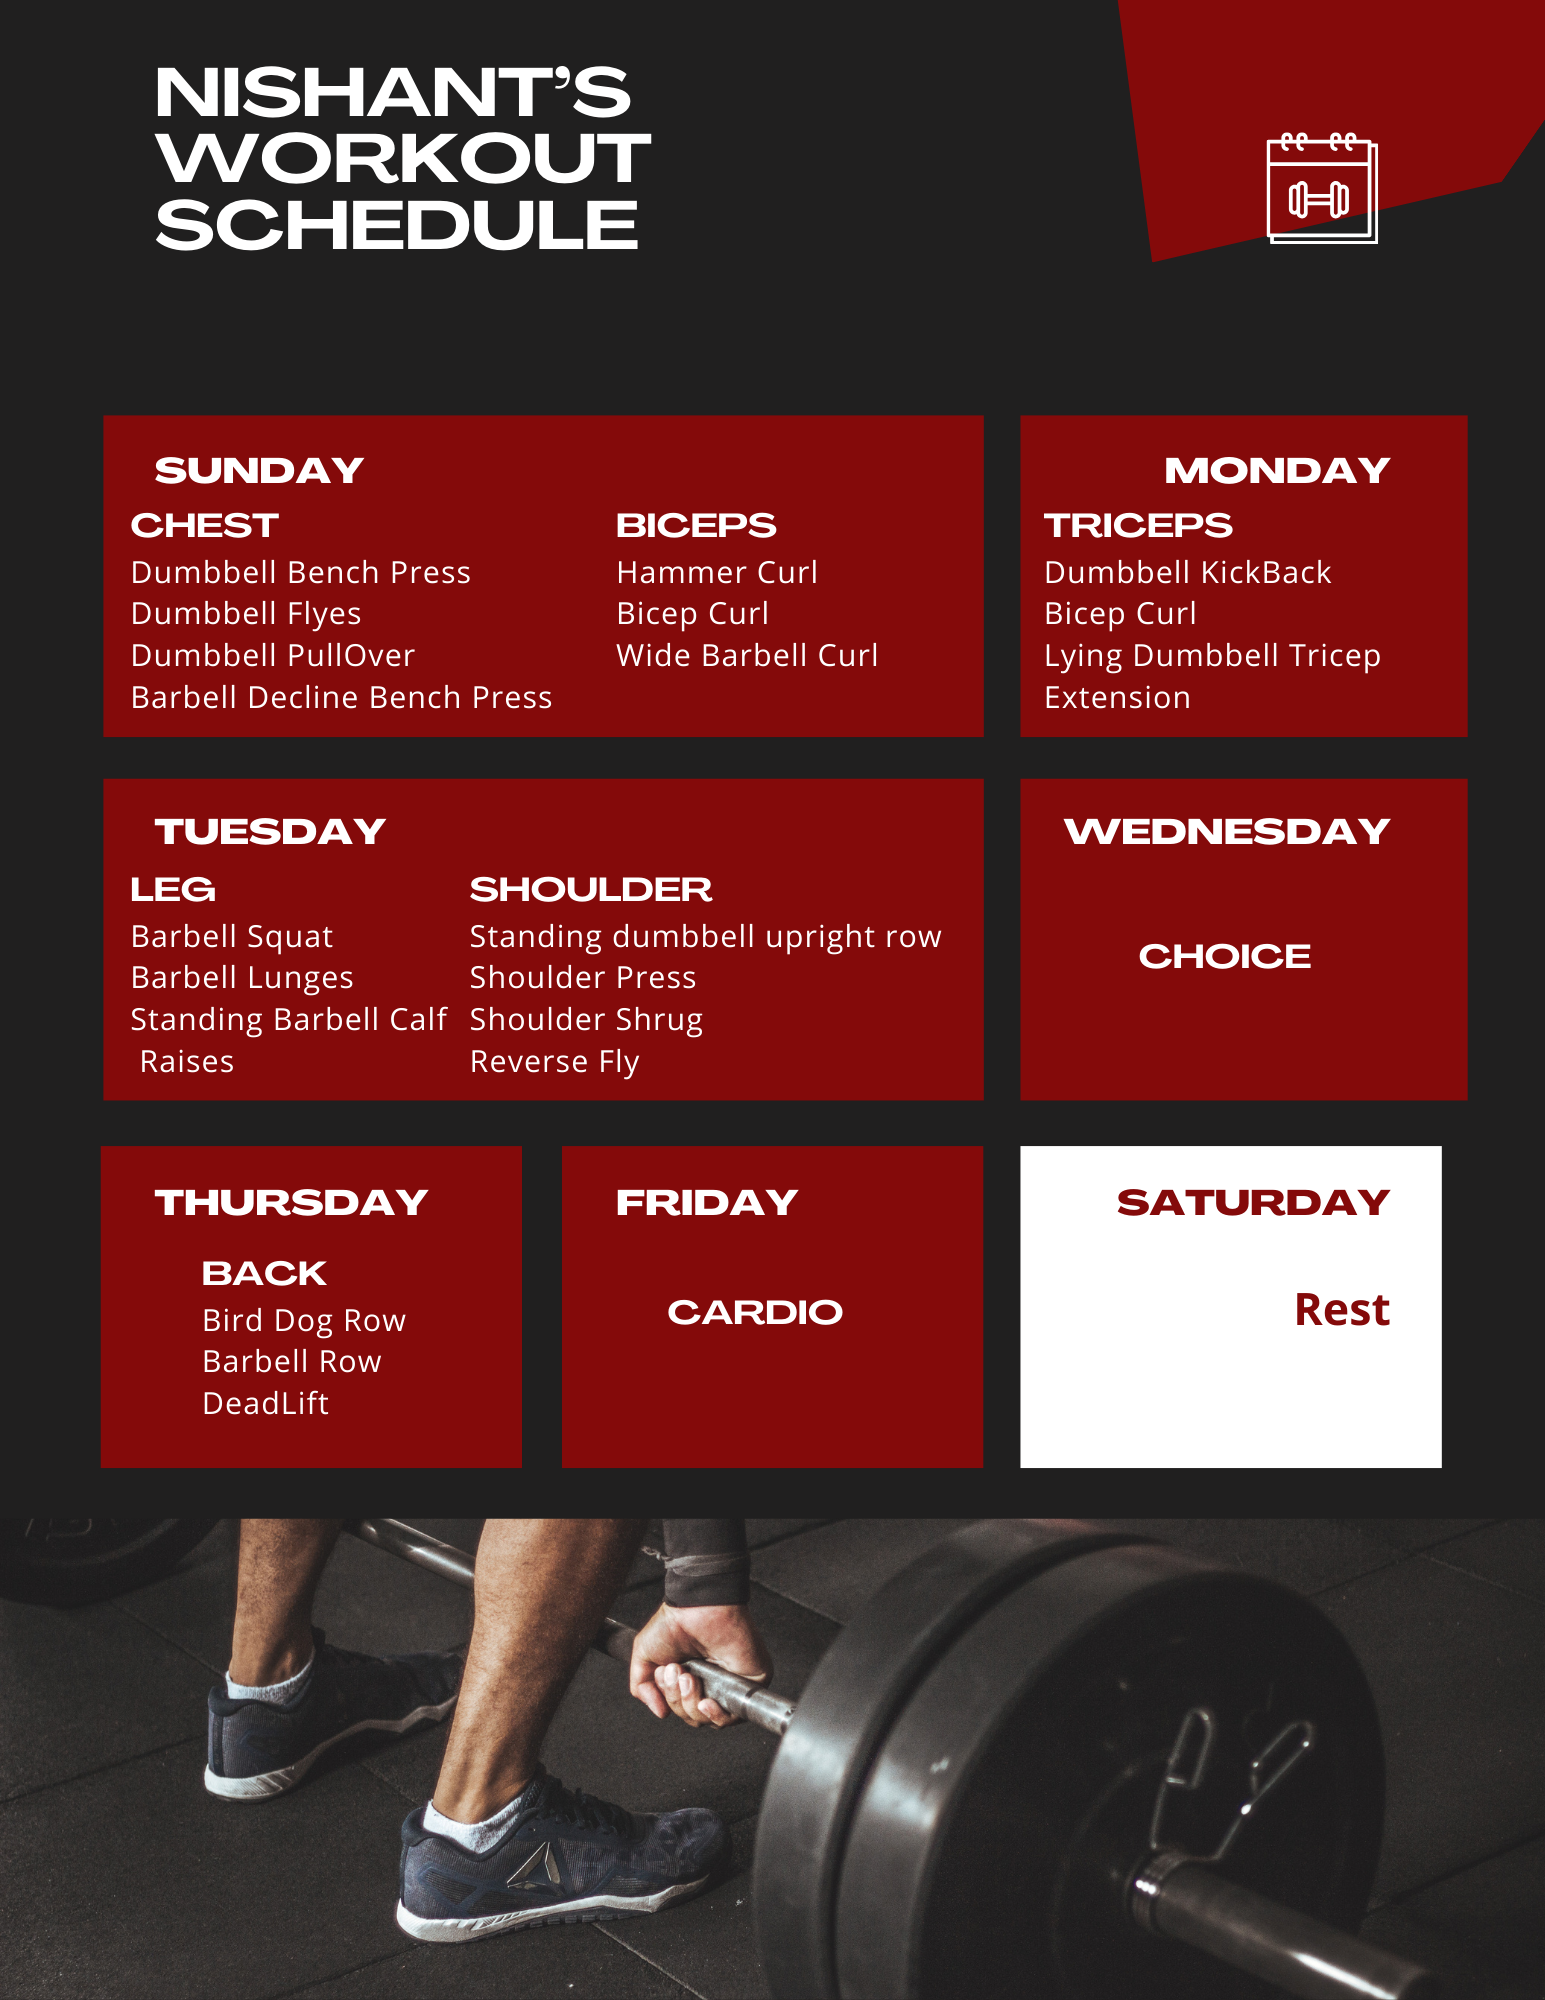 NISHANT’S
WORKOUT
SCHEDULE
SUNDAY
CHEST
Dumbbell Bench Press
Dumbbell Flyes
Dumbbell PullOver
Barbell Decline Bench Press
BICEPS
Hammer Curl
Bicep Curl
Wide Barbell Curl
MONDAY
TRICEPS
Dumbbell KickBack
Bicep Curl
Lying Dumbbell Tricep
Extension
TUESDAY
LEG
Barbell Squat
Barbell Lunges
Standing Barbell Calf
Raises
SHOULDER
Standing dumbbell upright row
Shoulder Press
Shoulder Shrug
Reverse Fly
WEDNESDAY
CHOICE
THURSDAY
BACK
Bird Dog Row
Barbell Row
DeadLift
FRIDAY
CARDIO
SATURDAY
Rest